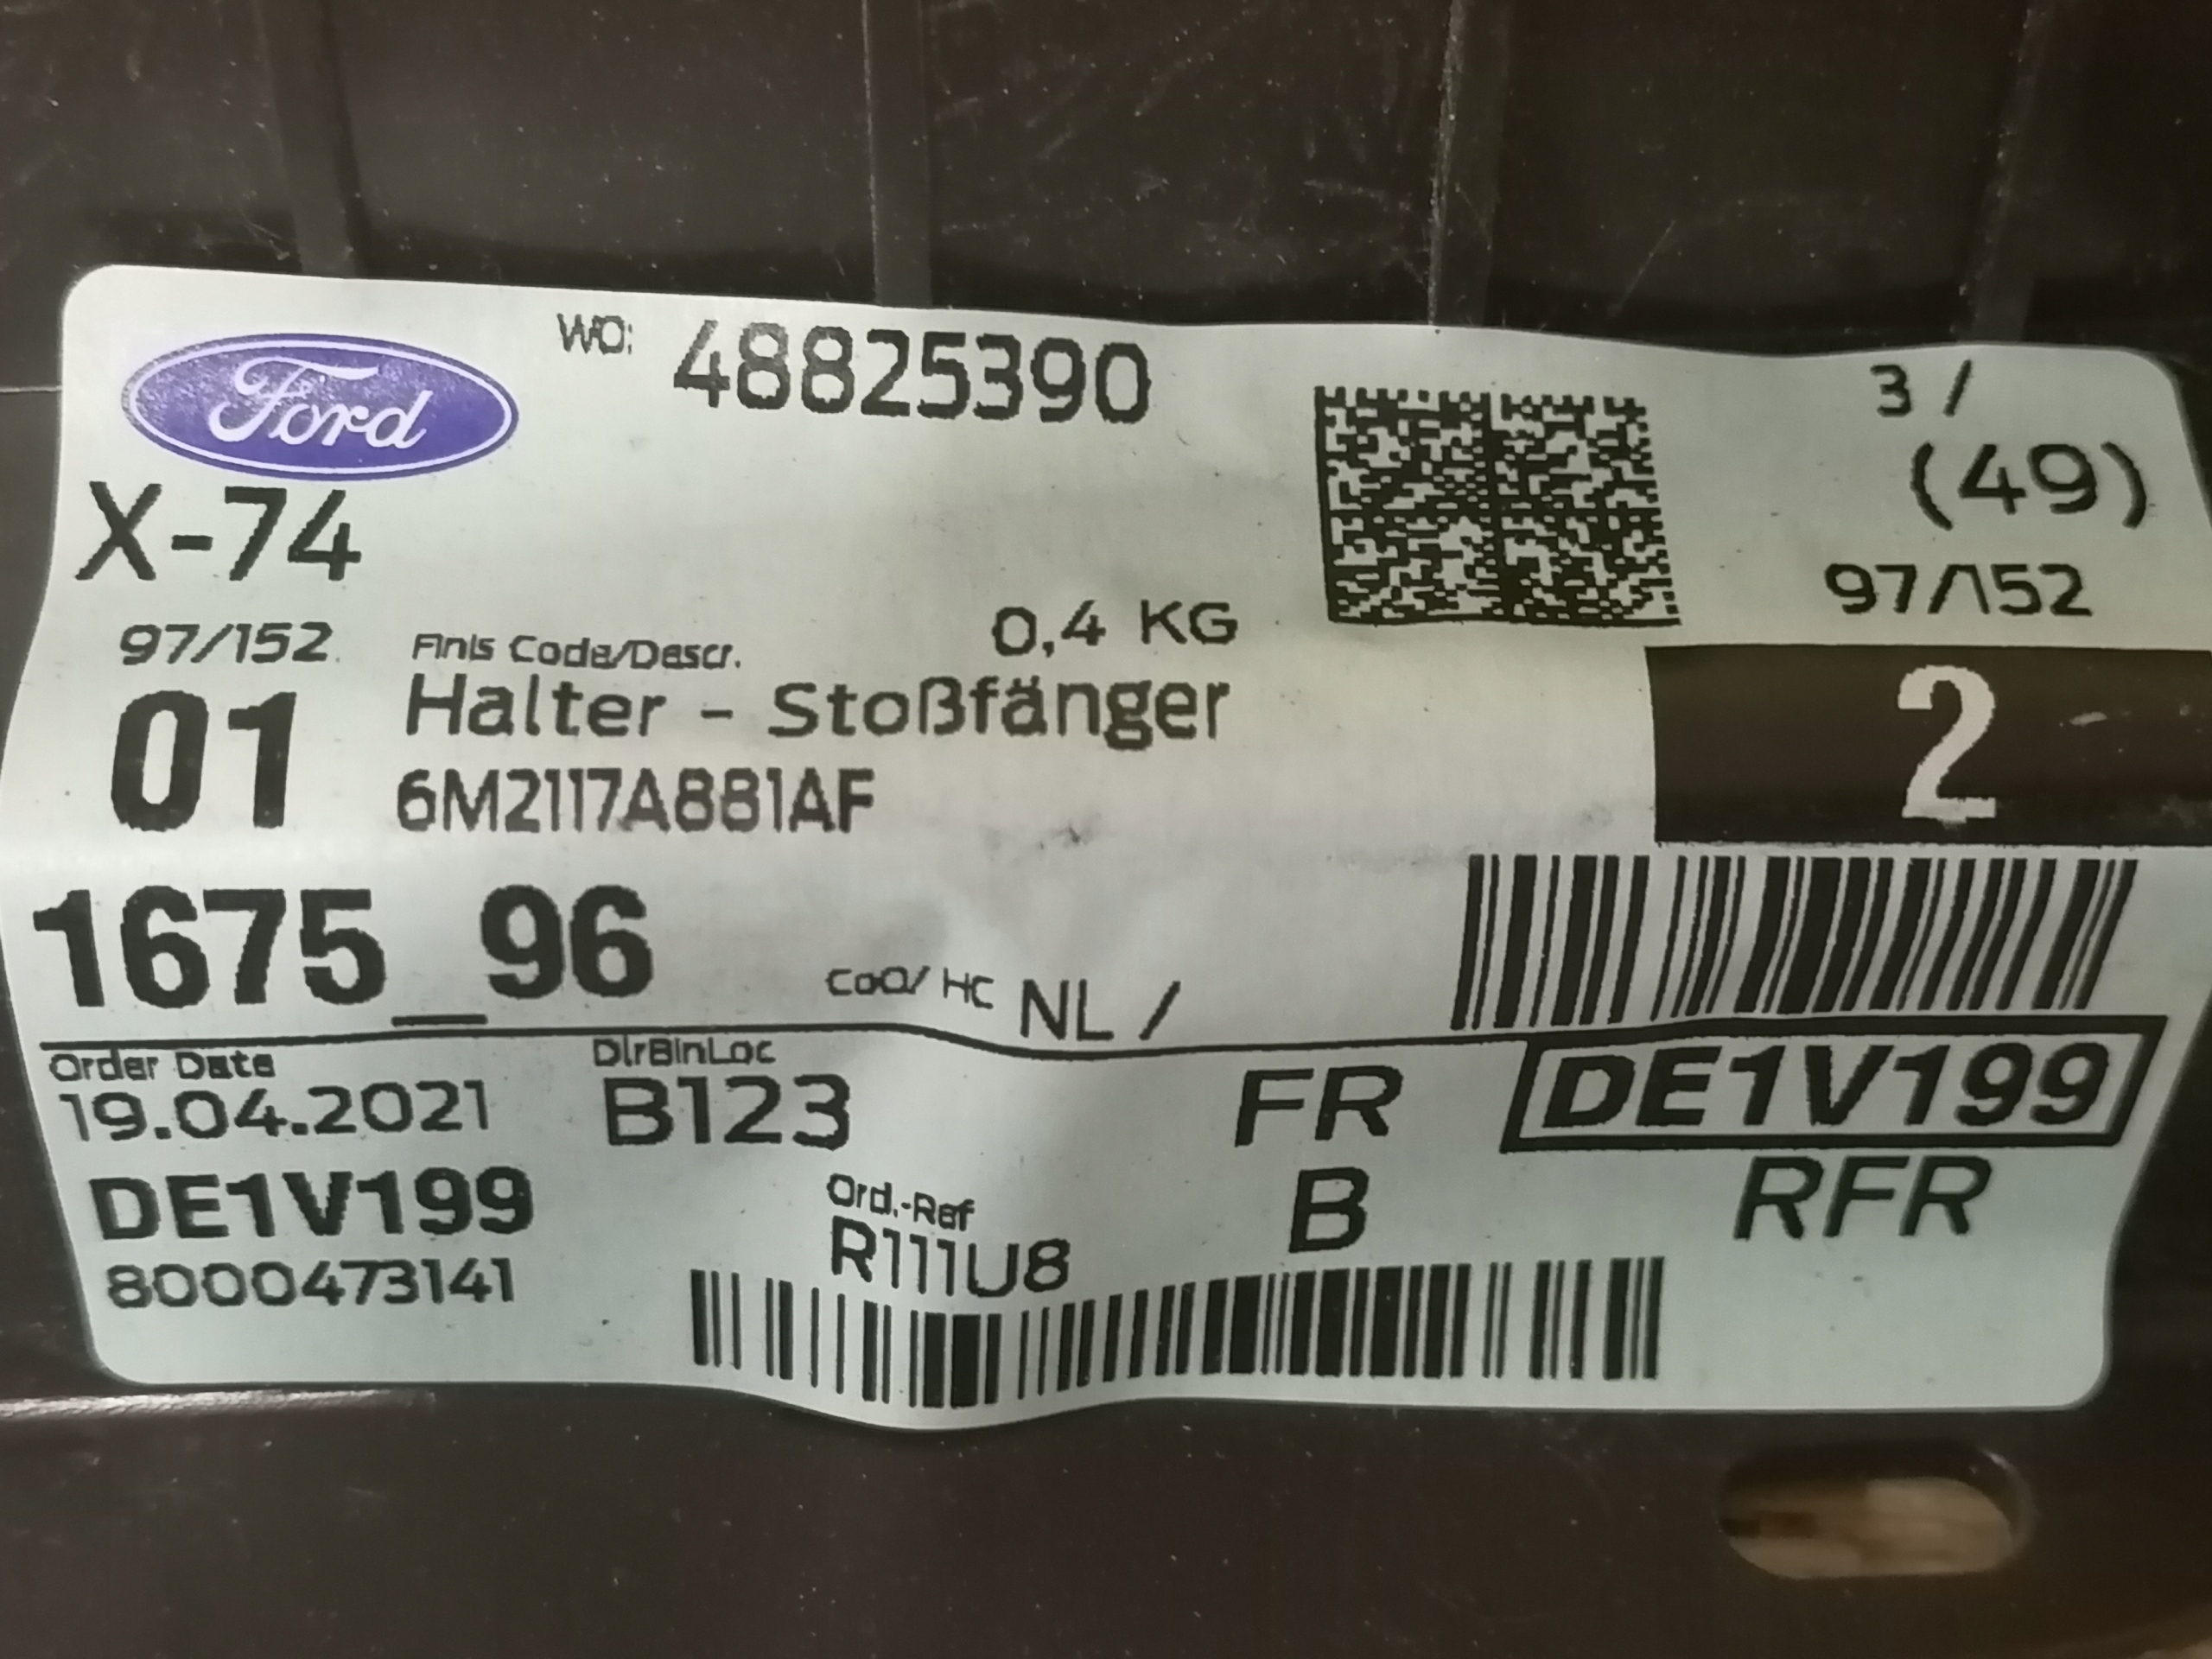 Ford
WO: 48825390
3 /
(49)
X-74
97/152
97/152
Finis Code/Descr.
0,4 KG
01
Halter - Stoßfänger
2
6M2117A881AF
1675_96
CoO/ HC NL /
Order Date
DlrBinLoc
19.04.2021
B123
FR
DE1V199
DE1V199
Ord.-Ref
B
RFR
8000473141
R111U8